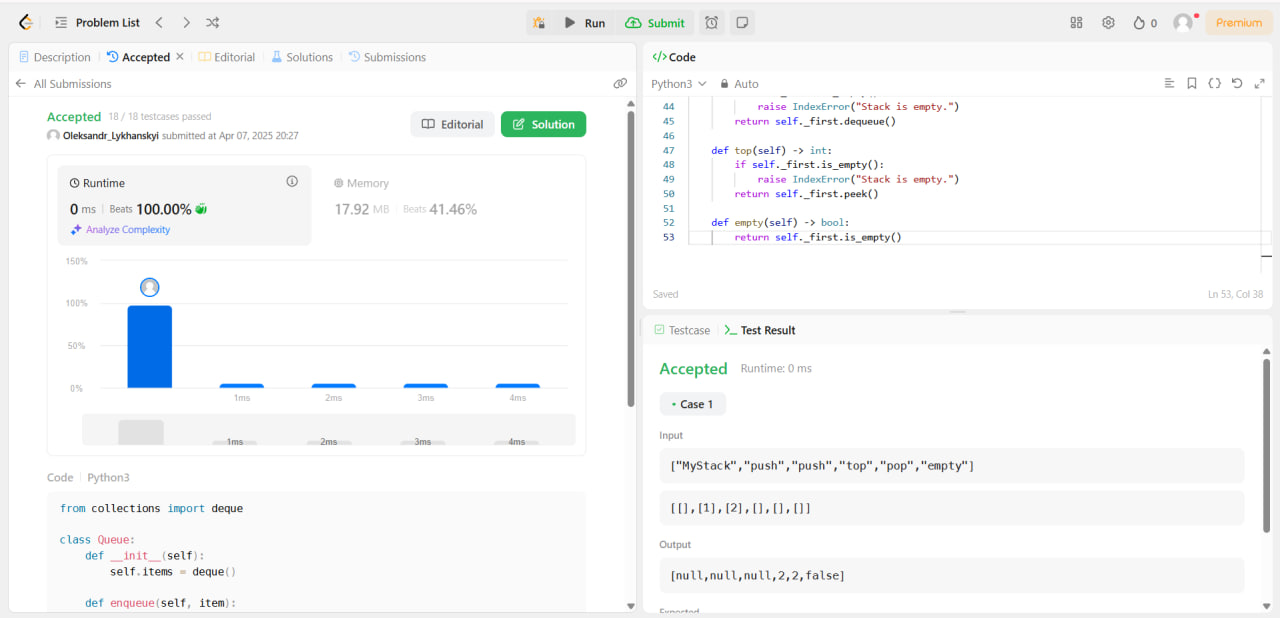 Problem List
Run
Submit
0
Premium
Description
Accepted
Editorial
Solutions
Submissions
All Submissions
Accepted 18 / 18 testcases passed
Oleksandr_Lykhanskyi submitted at Apr 07, 2025 20:27
Editorial
Solution
Runtime
0 ms | Beats 100.00%
Analyze Complexity
Memory
17.92 MB | Beats 41.46%
150%
100%
50%
0%
1ms 2ms 3ms 4ms
1ms 2ms 3ms 4ms
Code | Python3
from collections import deque
class Queue:
    def __init__(self):
        self.items = deque()
    def enqueue(self, item):
</> Code
Python3
Auto
44 raise IndexError("Stack is empty.")
45 return self._first.dequeue()
46
47 def top(self) -> int:
48 if self._first.is_empty():
49 raise IndexError("Stack is empty.")
50 return self._first.peek()
51
52 def empty(self) -> bool:
53 return self._first.is_empty()
Saved
Ln 53, Col 38
Testcase
Test Result
Accepted Runtime: 0 ms
• Case 1
Input
["MyStack","push","push","top","pop","empty"]
[[],[1],[2],[],[],[]]
Output
[null,null,null,2,2,false]
Expected